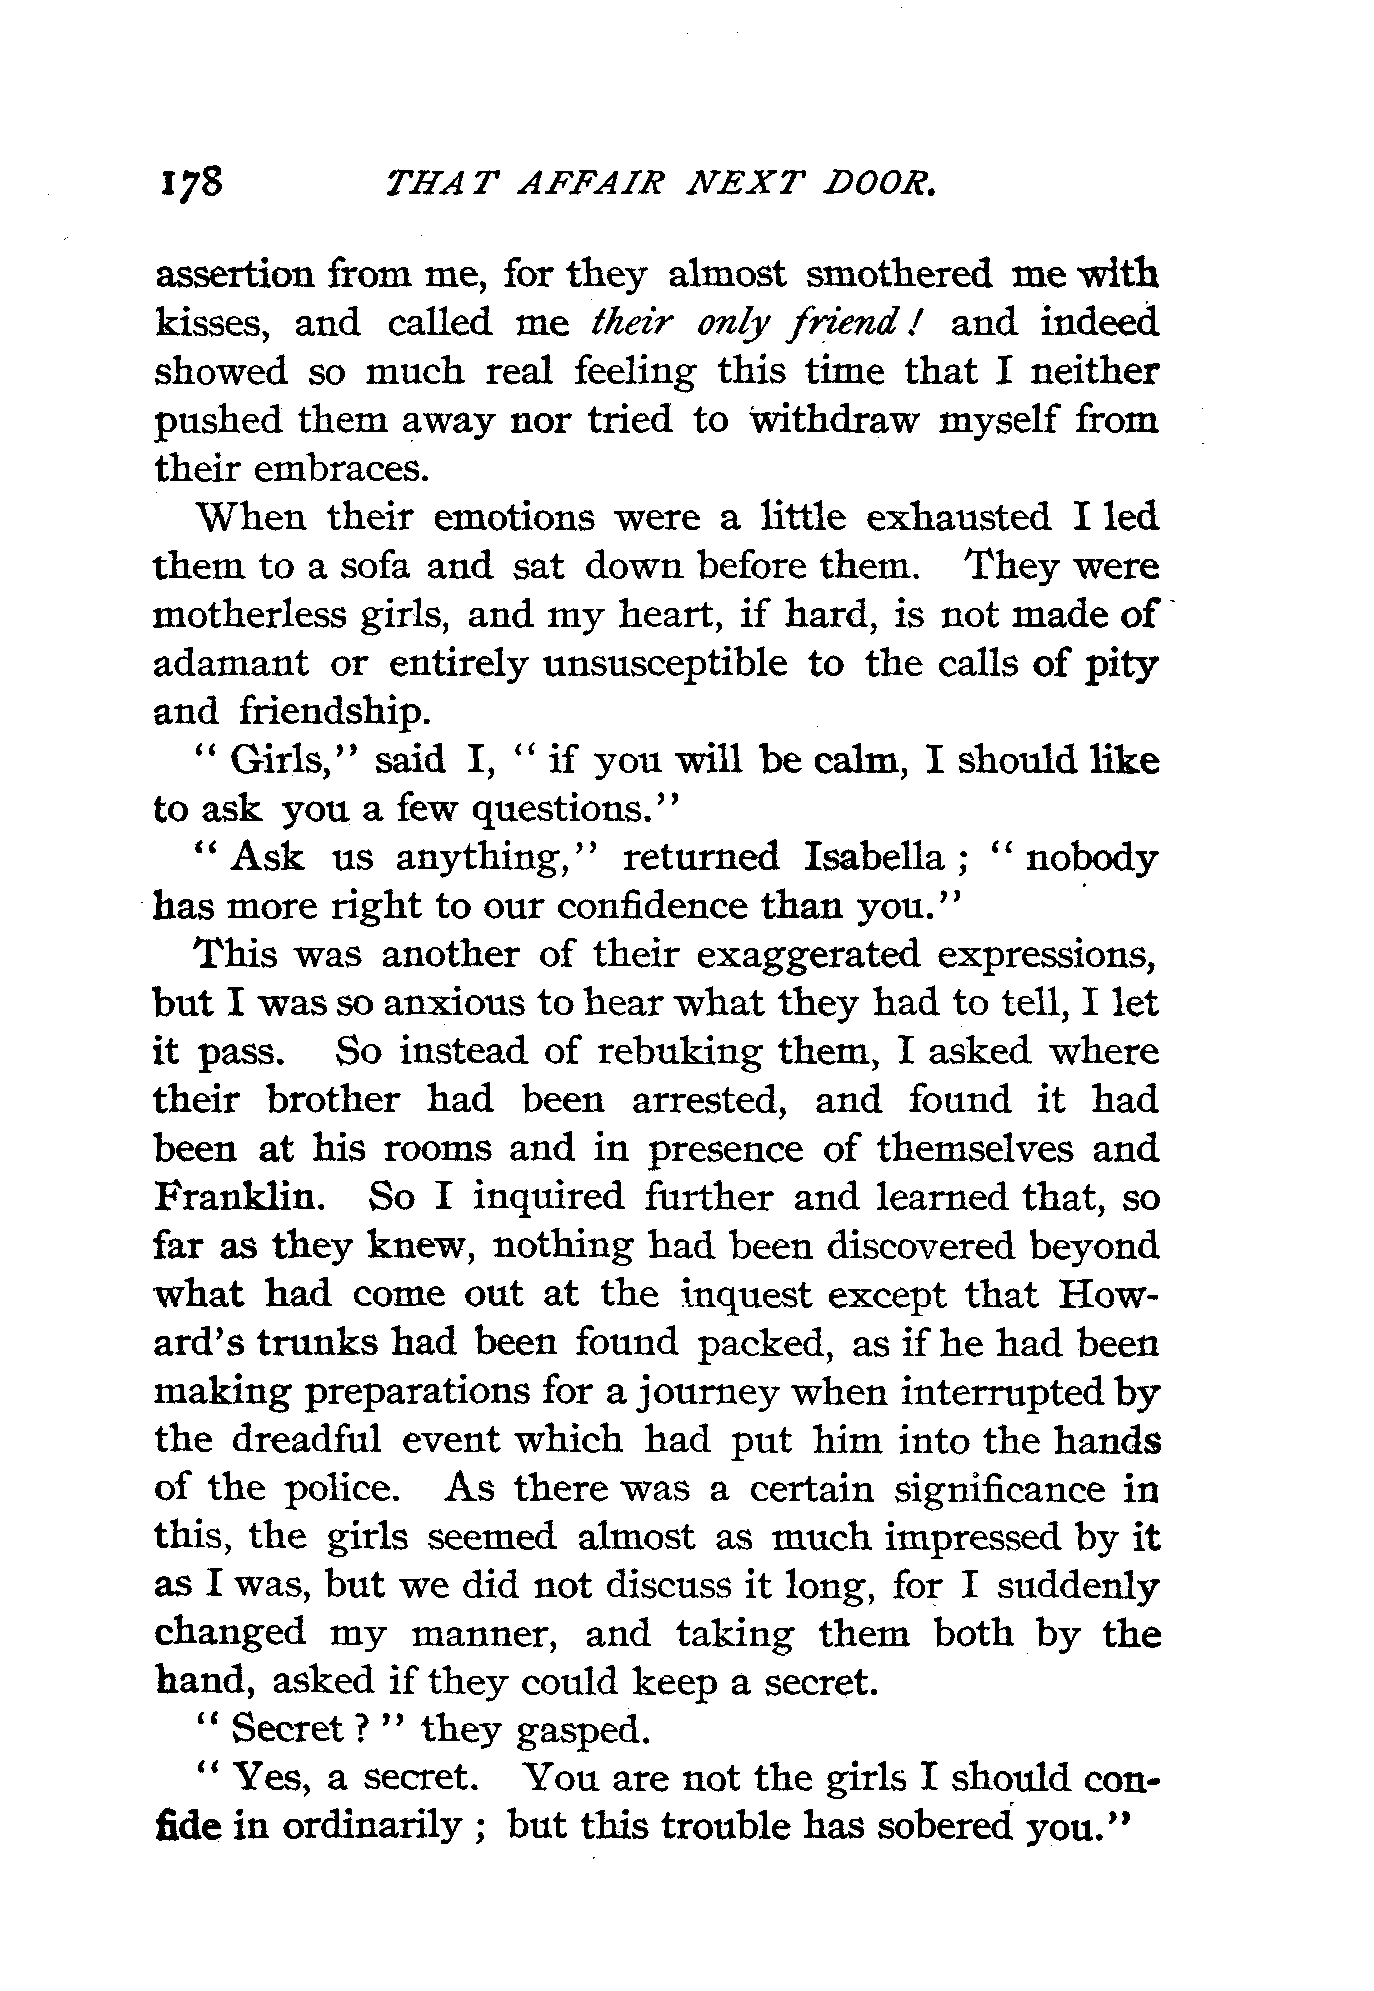 178 THAT AFFAIR NEXT DOOR.
assertion from me, for they almost smothered me with
kisses, and called me their only friend! and indeed
showed so much real feeling this time that I neither
pushed them away nor tried to withdraw myself from
their embraces.
When their emotions were a little exhausted I led
them to a sofa and sat down before them. They were
motherless girls, and my heart, if hard, is not made of
adamant or entirely unsusceptible to the calls of pity
and friendship.
" Girls," said I, " if you will be calm, I should like
to ask you a few questions."
" Ask us anything," returned Isabella ; " nobody
has more right to our confidence than you."
This was another of their exaggerated expressions,
but I was so anxious to hear what they had to tell, I let
it pass. So instead of rebuking them, I asked where
their brother had been arrested, and found it had
been at his rooms and in presence of themselves and
Franklin. So I inquired further and learned that, so
far as they knew, nothing had been discovered beyond
what had come out at the inquest except that How-
ard's trunks had been found packed, as if he had been
making preparations for a journey when interrupted by
the dreadful event which had put him into the hands
of the police. As there was a certain significance in
this, the girls seemed almost as much impressed by it
as I was, but we did not discuss it long, for I suddenly
changed my manner, and taking them both by the
hand, asked if they could keep a secret.
" Secret ? " they gasped.
" Yes, a secret. You are not the girls I should con-
fide in ordinarily ; but this trouble has sobered you."